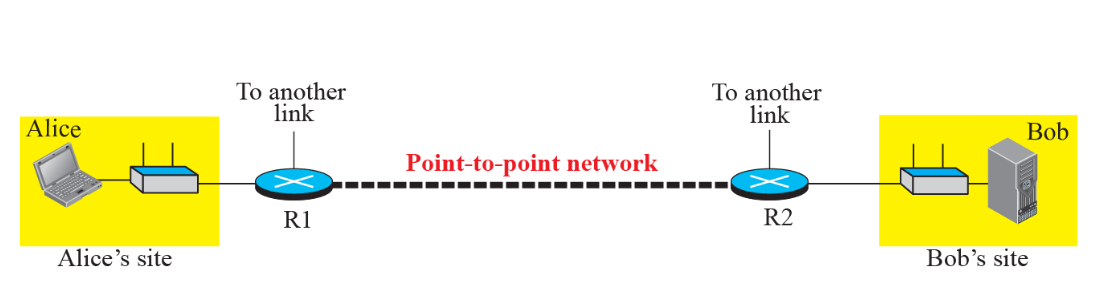 To another
link
To another
link
Alice
Bob
Point-to-point network
R1
R2
Alice’s site
Bob’s site